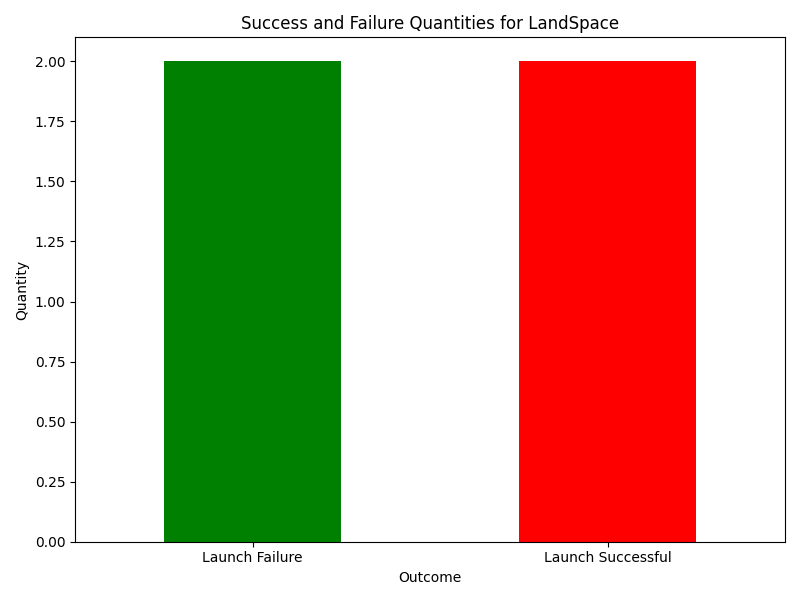 Success and Failure Quantities for LandSpace
2.00
1.75
1.50
1.25
1.00
0.75
0.50
0.25
0.00
Quantity
Launch Failure
Launch Successful
Outcome